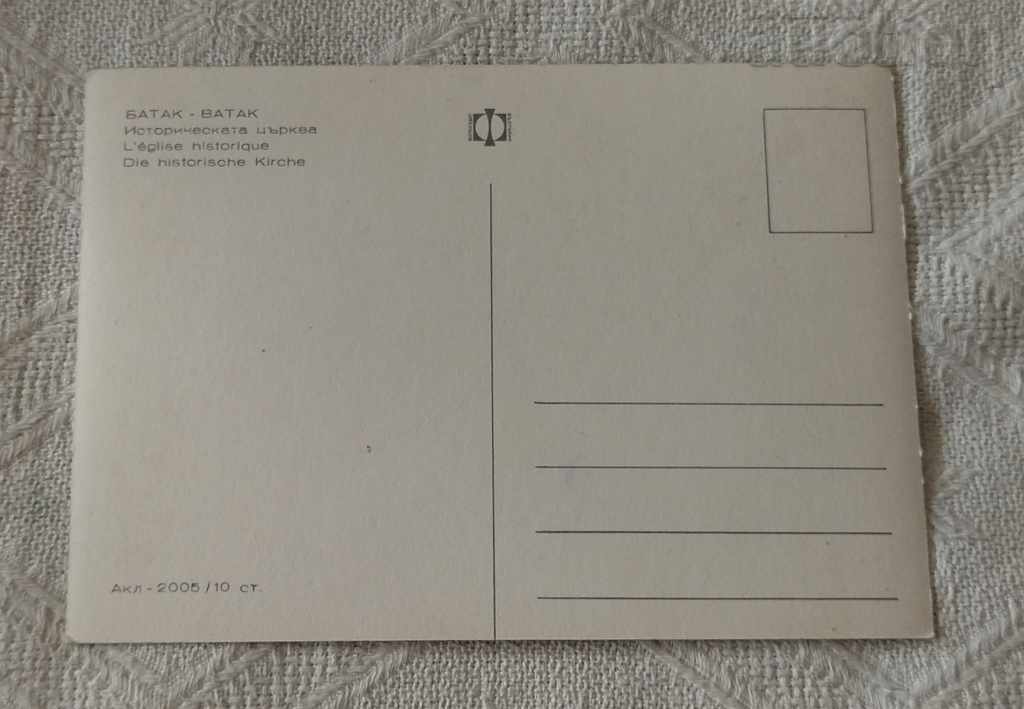 БАТАК - BATAK
Историческата църква
L'église historique
Die historische Kirche
Акл - 2005 / 10 ст.